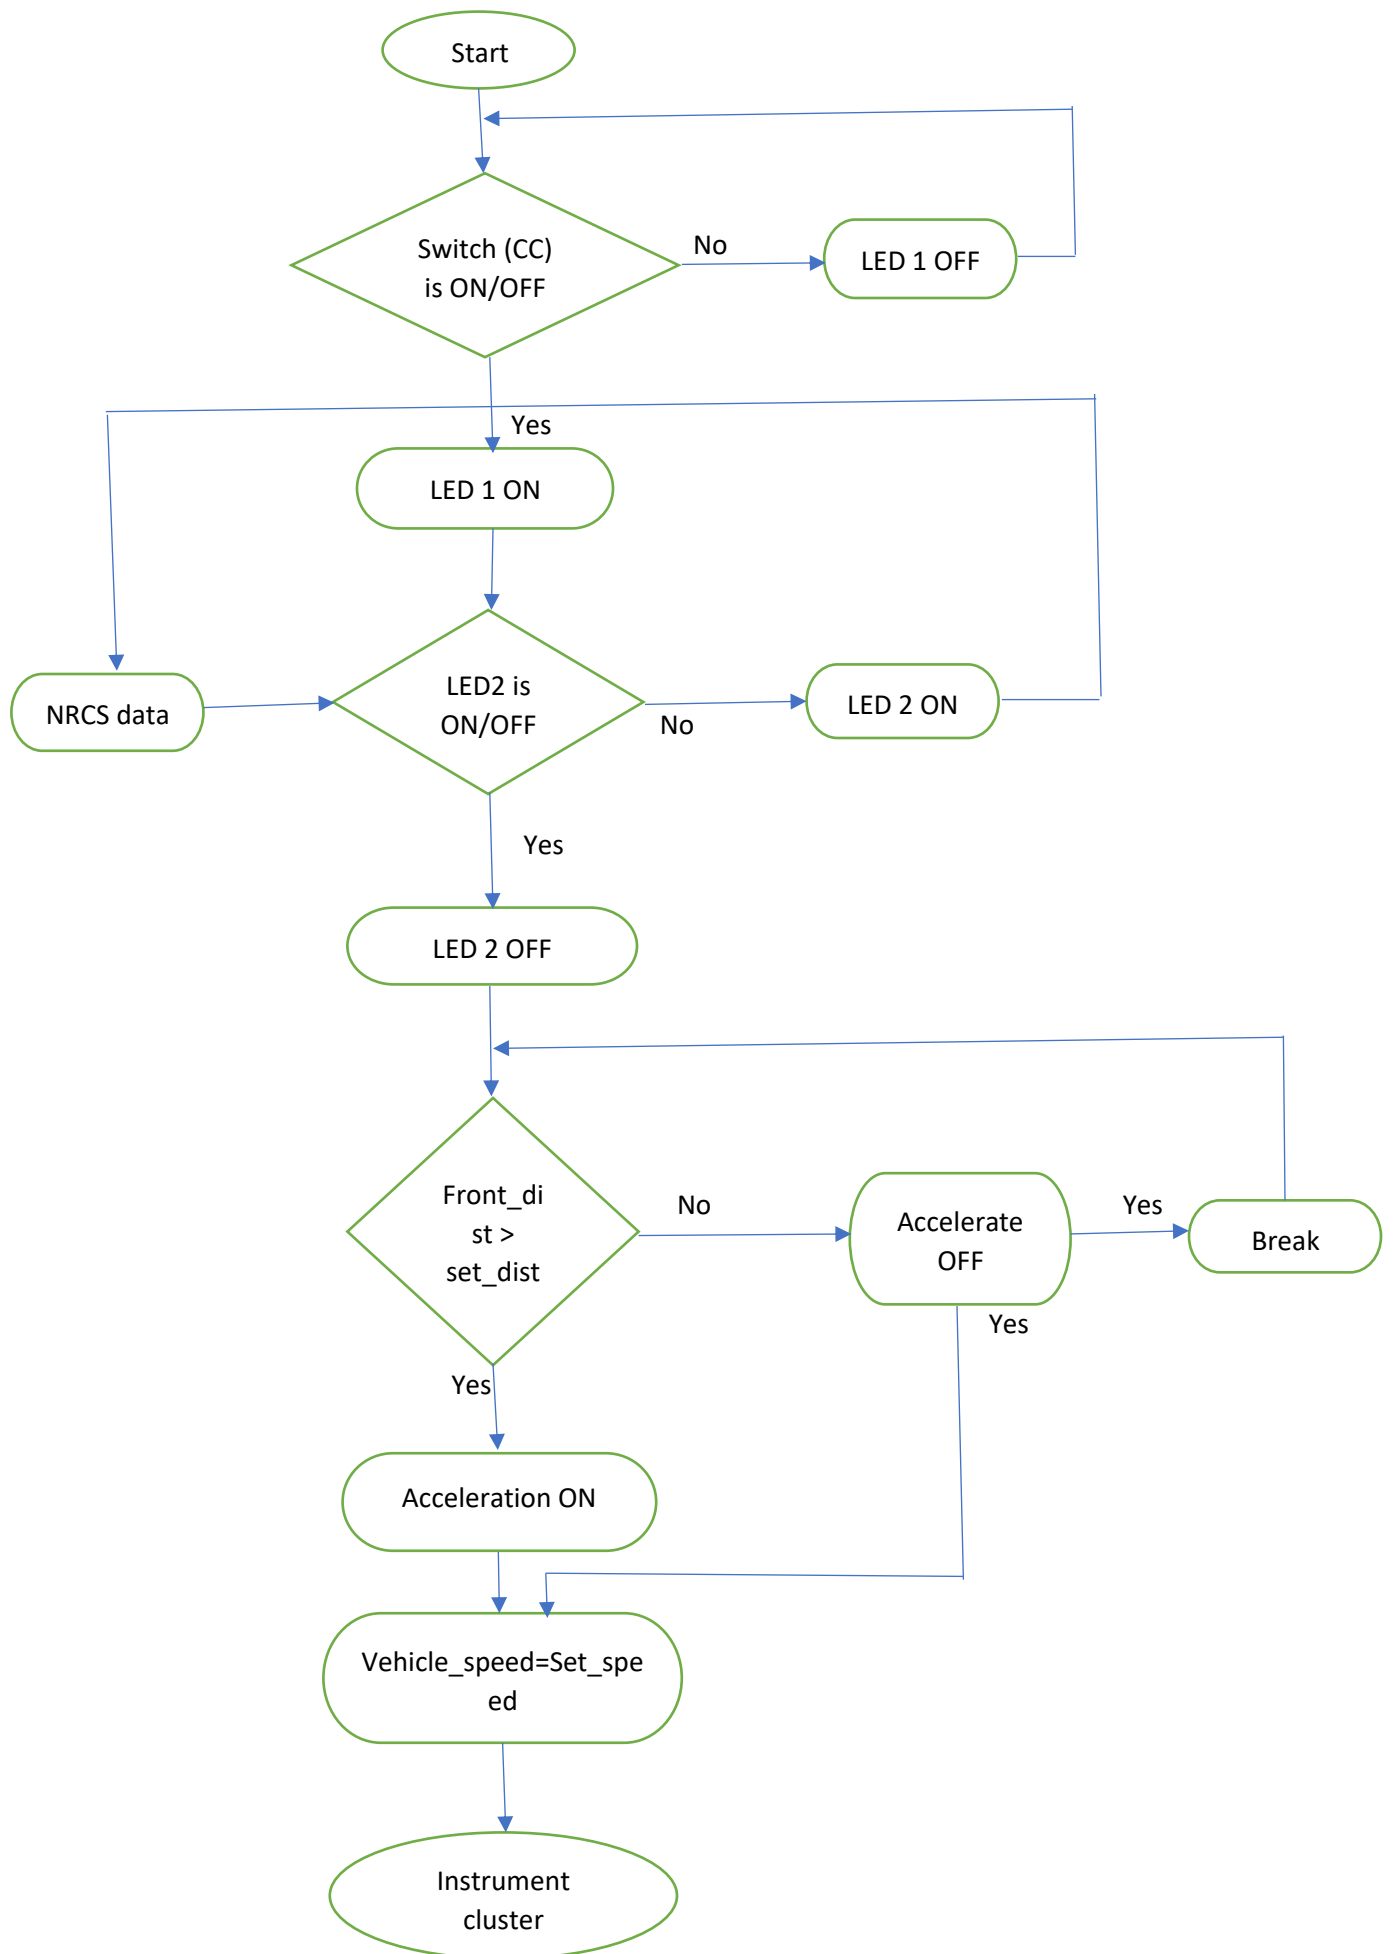 Start
Switch (CC)
is ON/OFF
No
LED 1 OFF
Yes
LED 1 ON
NRCS data
LED2 is
ON/OFF
No
LED 2 ON
Yes
LED 2 OFF
Front_di
st >
set_dist
No
Accelerate
OFF
Yes
Break
Yes
Yes
Acceleration ON
Vehicle_speed=Set_spe
ed
Instrument
cluster